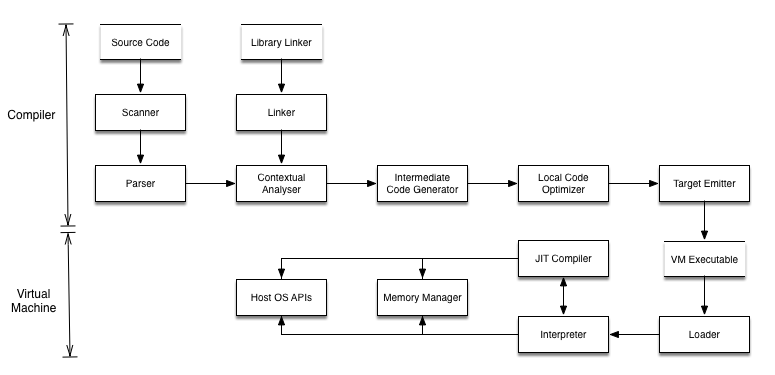 Source Code
Library Linker
Compiler
Scanner
Linker
Parser
Contextual
Analyser
Intermediate
Code Generator
Local Code
Optimizer
Target Emitter
JIT Compiler
VM Executable
Virtual
Machine
Host OS APIs
Memory Manager
Interpreter
Loader